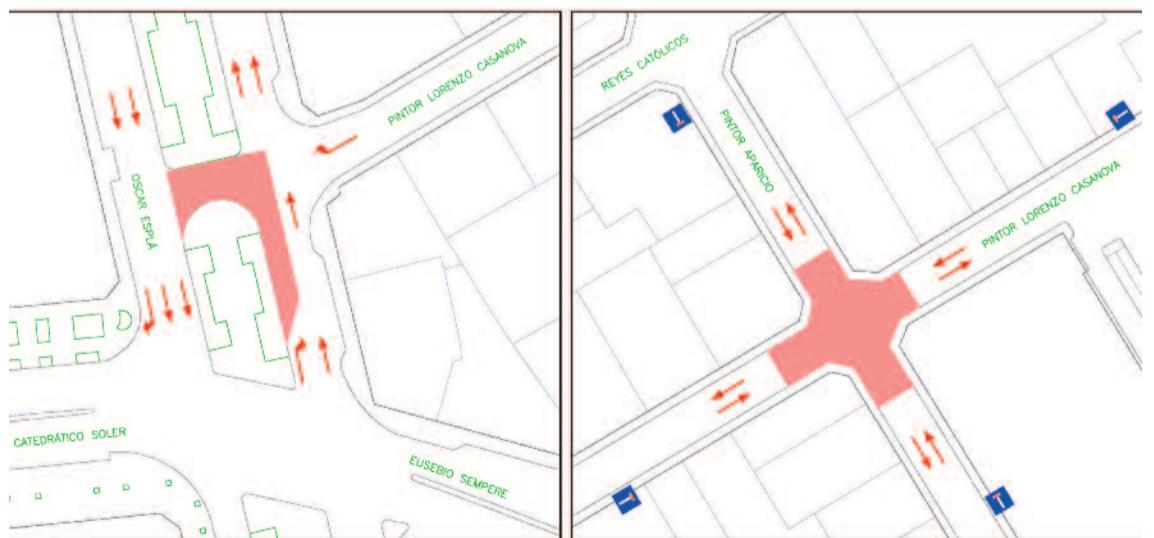 PINTOR LORENZO CASANOVA
OSCAR ESPLÁ
CATEDRÁTICO SOLER
EUSEBIO SEMPERE
REYES CATÓLICOS
PINTOR APARICIO
PINTOR LORENZO CASANOVA